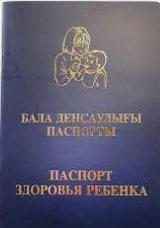 БАЛА ДЕНСАУЛЫҒЫ
ПАСПОРТЫ
ПАСПОРТ
ЗДОРОВЬЯ РЕБЕНКА